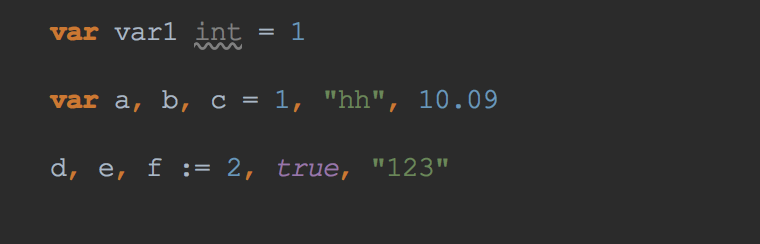 var var1 int = 1
var a, b, c = 1, "hh", 10.09
d, e, f := 2, true, "123"